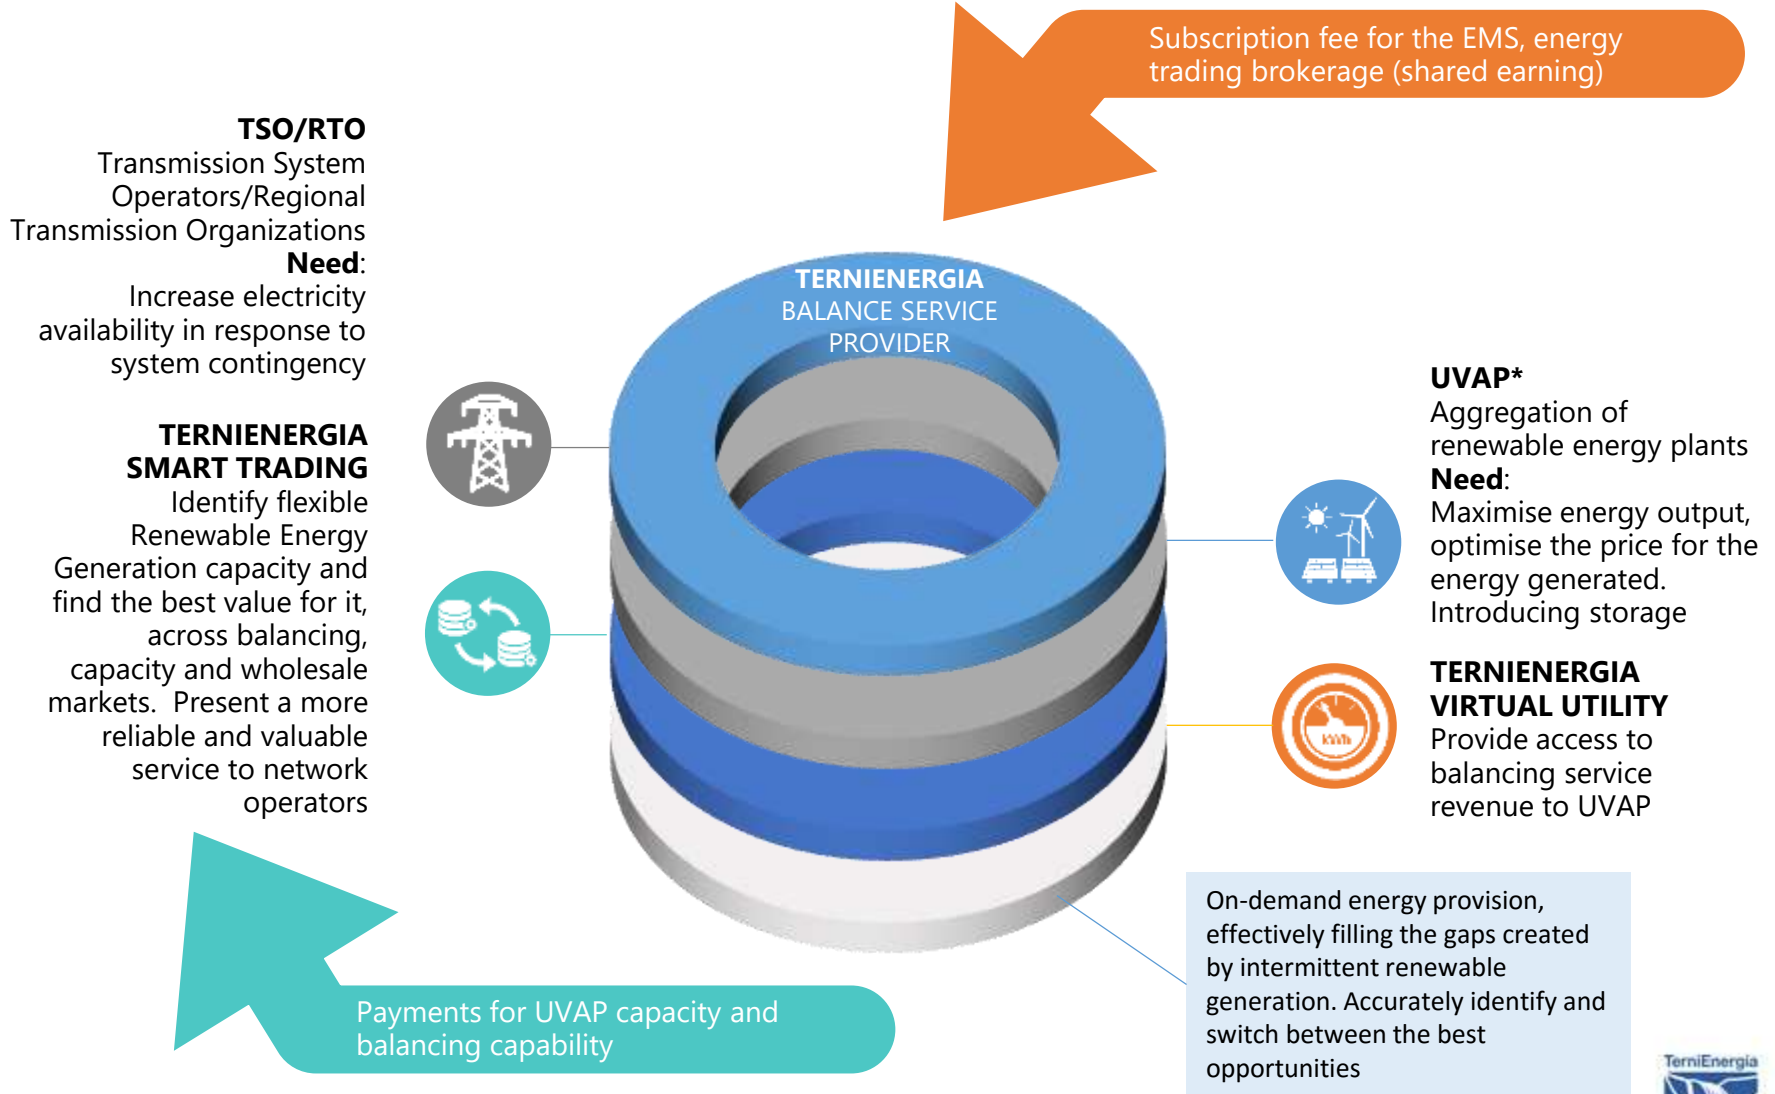 Subscription fee for the EMS, energy
trading brokerage (shared earning)
TSO/RTO
Transmission System
Operators/Regional
Transmission Organizations
Need:
Increase electricity
availability in response to
system contingency
TERNIENERGIA
SMART TRADING
Identify flexible
Renewable Energy
Generation capacity and
find the best value for it,
across balancing,
capacity and wholesale
markets.  Present a more
reliable and valuable
service to network
operators
TERNIENERGIA
BALANCE SERVICE
PROVIDER
UVAP*
Aggregation of
renewable energy plants
Need:
Maximise energy output,
optimise the price for the
energy generated.
Introducing storage
kWh
TERNIENERGIA
VIRTUAL UTILITY
Provide access to
balancing service
revenue to UVAP
On-demand energy provision,
effectively filling the gaps created
by intermittent renewable
generation. Accurately identify and
switch between the best
opportunities
Payments for UVAP capacity and
balancing capability
TerniEnergia